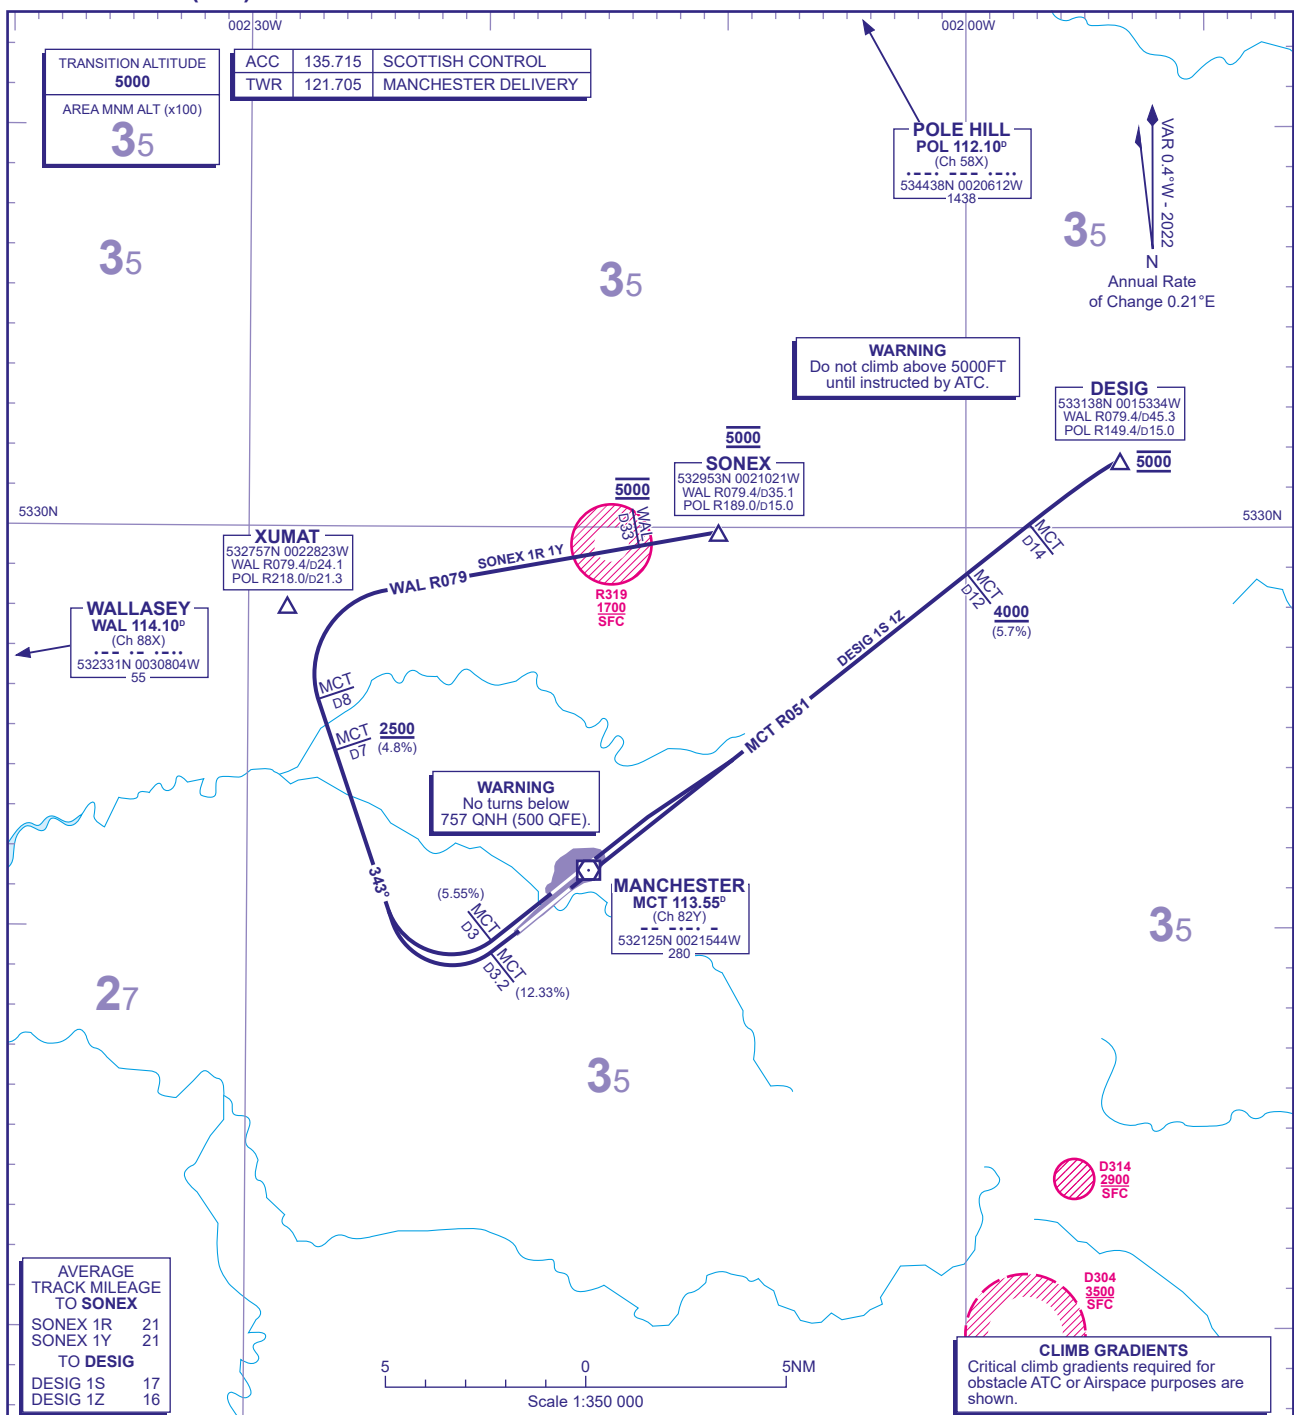 002 30W
002 00W
TRANSITION ALTITUDE
5000
AREA MNM ALT (x100)
35
ACC 135.715 SCOTTISH CONTROL
TWR 121.705 MANCHESTER DELIVERY
POLE HILL
POL 112.10D
(Ch 58X)
534438N 0020612W
1438
VAR 0.4°W - 2022
N
Annual Rate
of Change 0.21°E
35
35
35
WARNING
Do not climb above 5000FT
until instructed by ATC.
DESIG
533138N 0015334W
WAL R079.4/D45.3
POL R149.4/D15.0
5000
5000
SONEX
532953N 0021021W
WAL R079.4/D35.1
POL R189.0/D15.0
5000
WAL
D33
5330N
5330N
XUMAT
532757N 0022823W
WAL R079.4/D24.1
POL R218.0/D21.3
SONEX 1R 1Y
WAL R079
R319
1700
SFC
MCT
D14
MCT
D12
4000
(5.7%)
WALLASEY
WAL 114.10D
(Ch 88X)
532331N 0030804W
55
DESIG 1S 1Z
MCT R051
MCT
D8
MCT
D7
2500
(4.8%)
WARNING
No turns below
757 QNH (500 QFE).
343°
(5.55%)
MCT
D3
MCT
D3.2
(12.33%)
MANCHESTER
MCT 113.55D
(Ch 82Y)
532125N 0021544W
280
35
27
35
D314
2900
SFC
D304
3500
SFC
AVERAGE
TRACK MILEAGE
TO SONEX
SONEX 1R 21
SONEX 1Y 21
TO DESIG
DESIG 1S 17
DESIG 1Z 16
5 0 5NM
Scale 1:350 000
CLIMB GRADIENTS
Critical climb gradients required for
obstacle ATC or Airspace purposes are
shown.